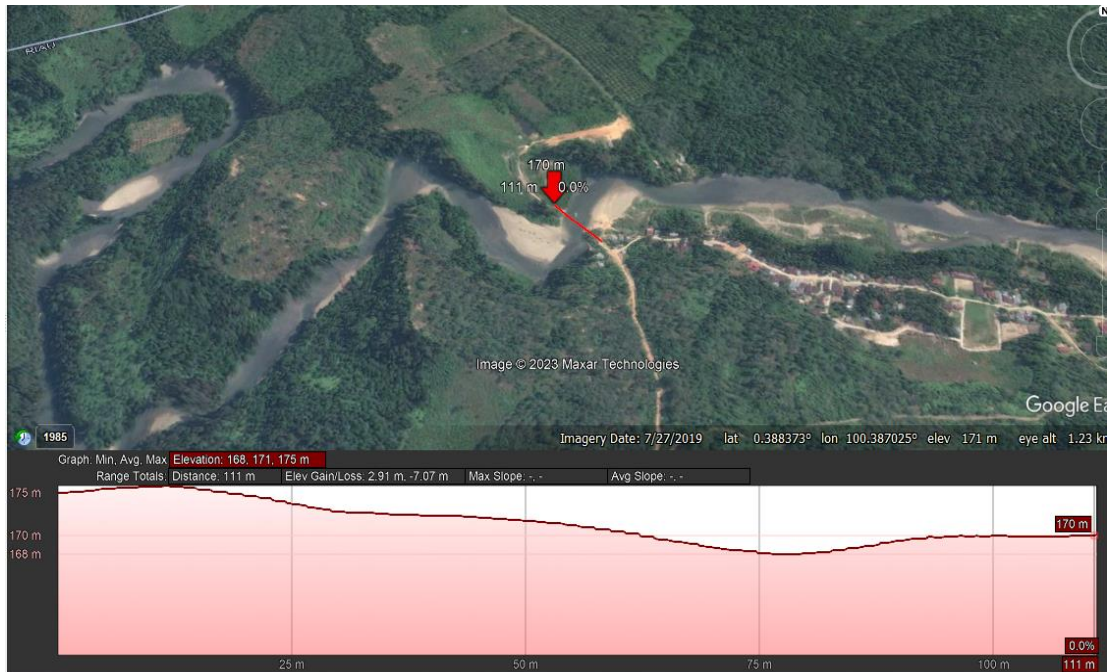 N
RIAU
170 m
111 m 0.0%
Image © 2023 Maxar Technologies
Google Ea
1985
Imagery Date: 7/27/2019 lat 0.388373° lon 100.387025° elev 171 m eye alt 1.23 km
Graph: Min, Avg, Max Elevation: 168, 171, 175 m
Range Totals: Distance: 111 m Elev Gain/Loss: 2.91 m, -7.07 m Max Slope: -, - Avg Slope: -, -
175 m
170 m
170 m
168 m
0.0%
25 m 50 m 75 m 100 m 111 m